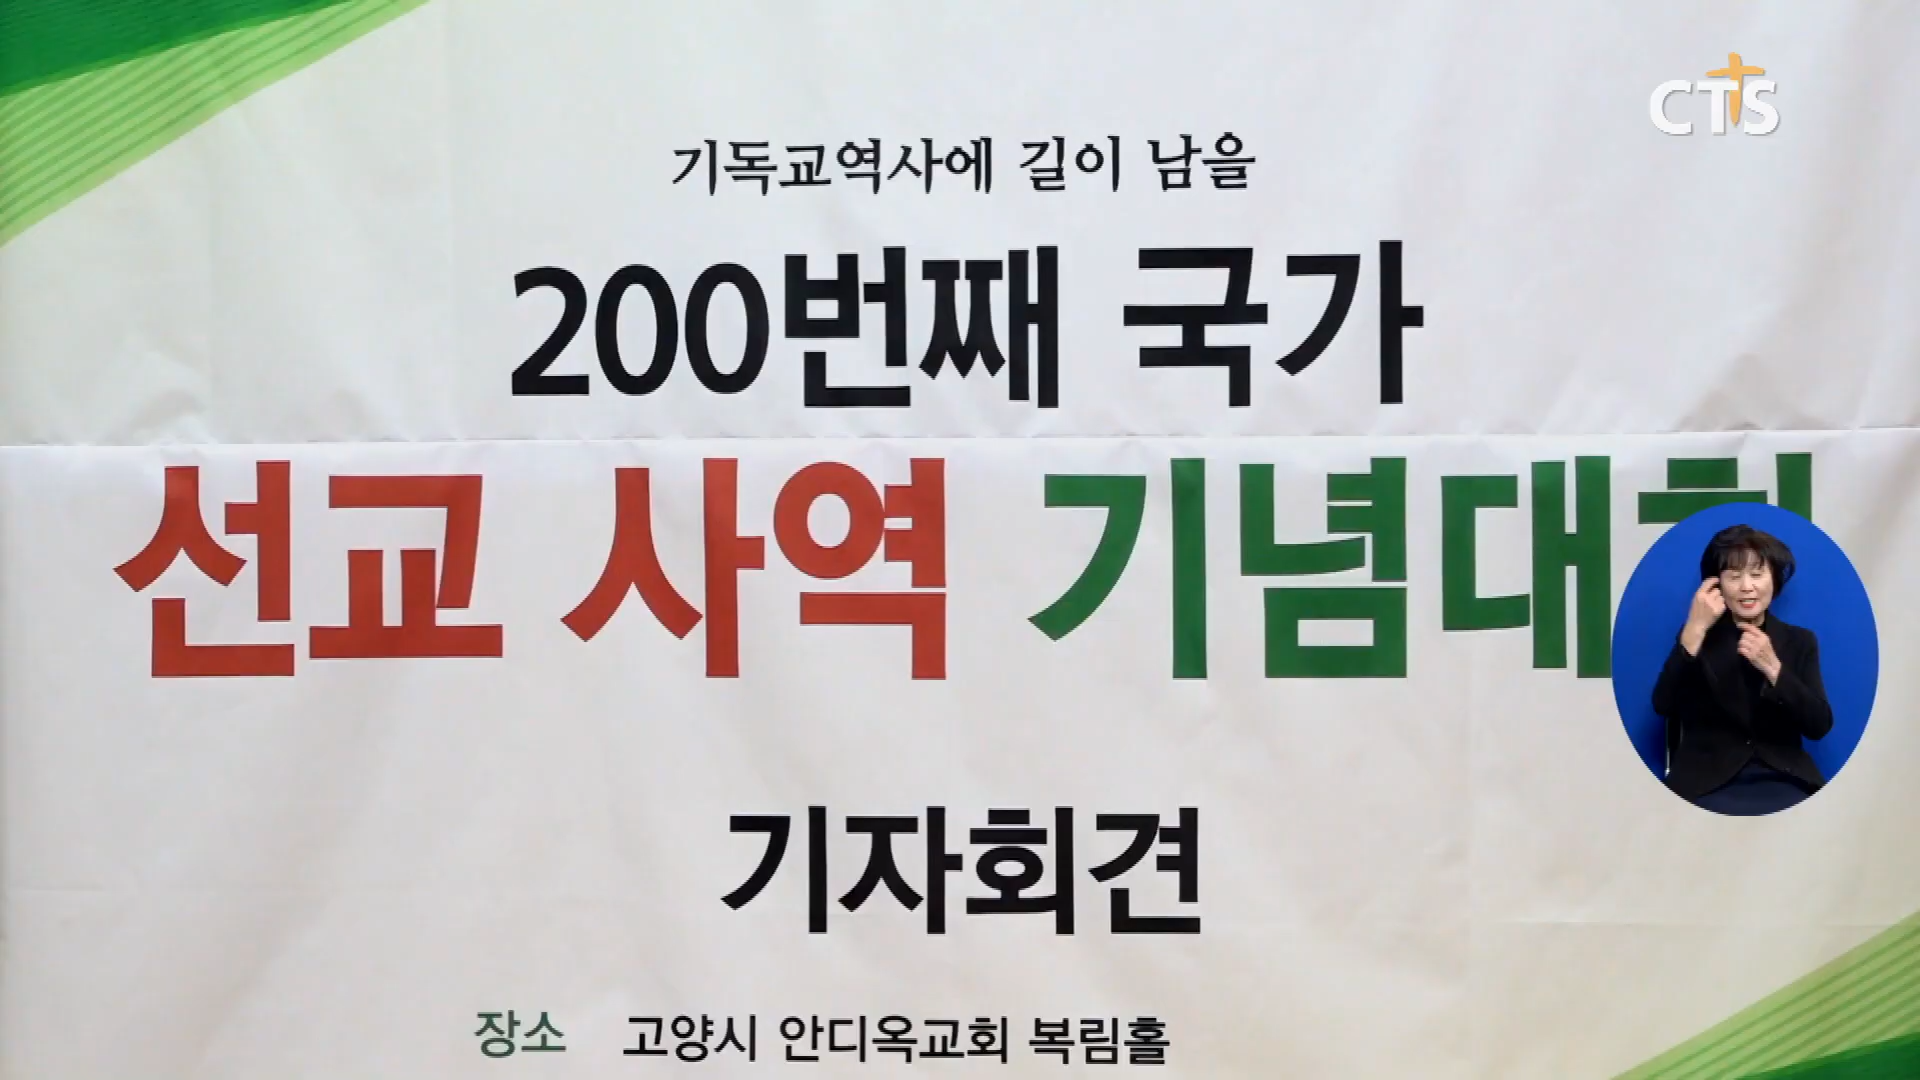 CTS
기독교역사에 길이 남을
200번째 국가
선교 사역 기념대회
기자회견
장소 고양시 안디옥교회 복림홀